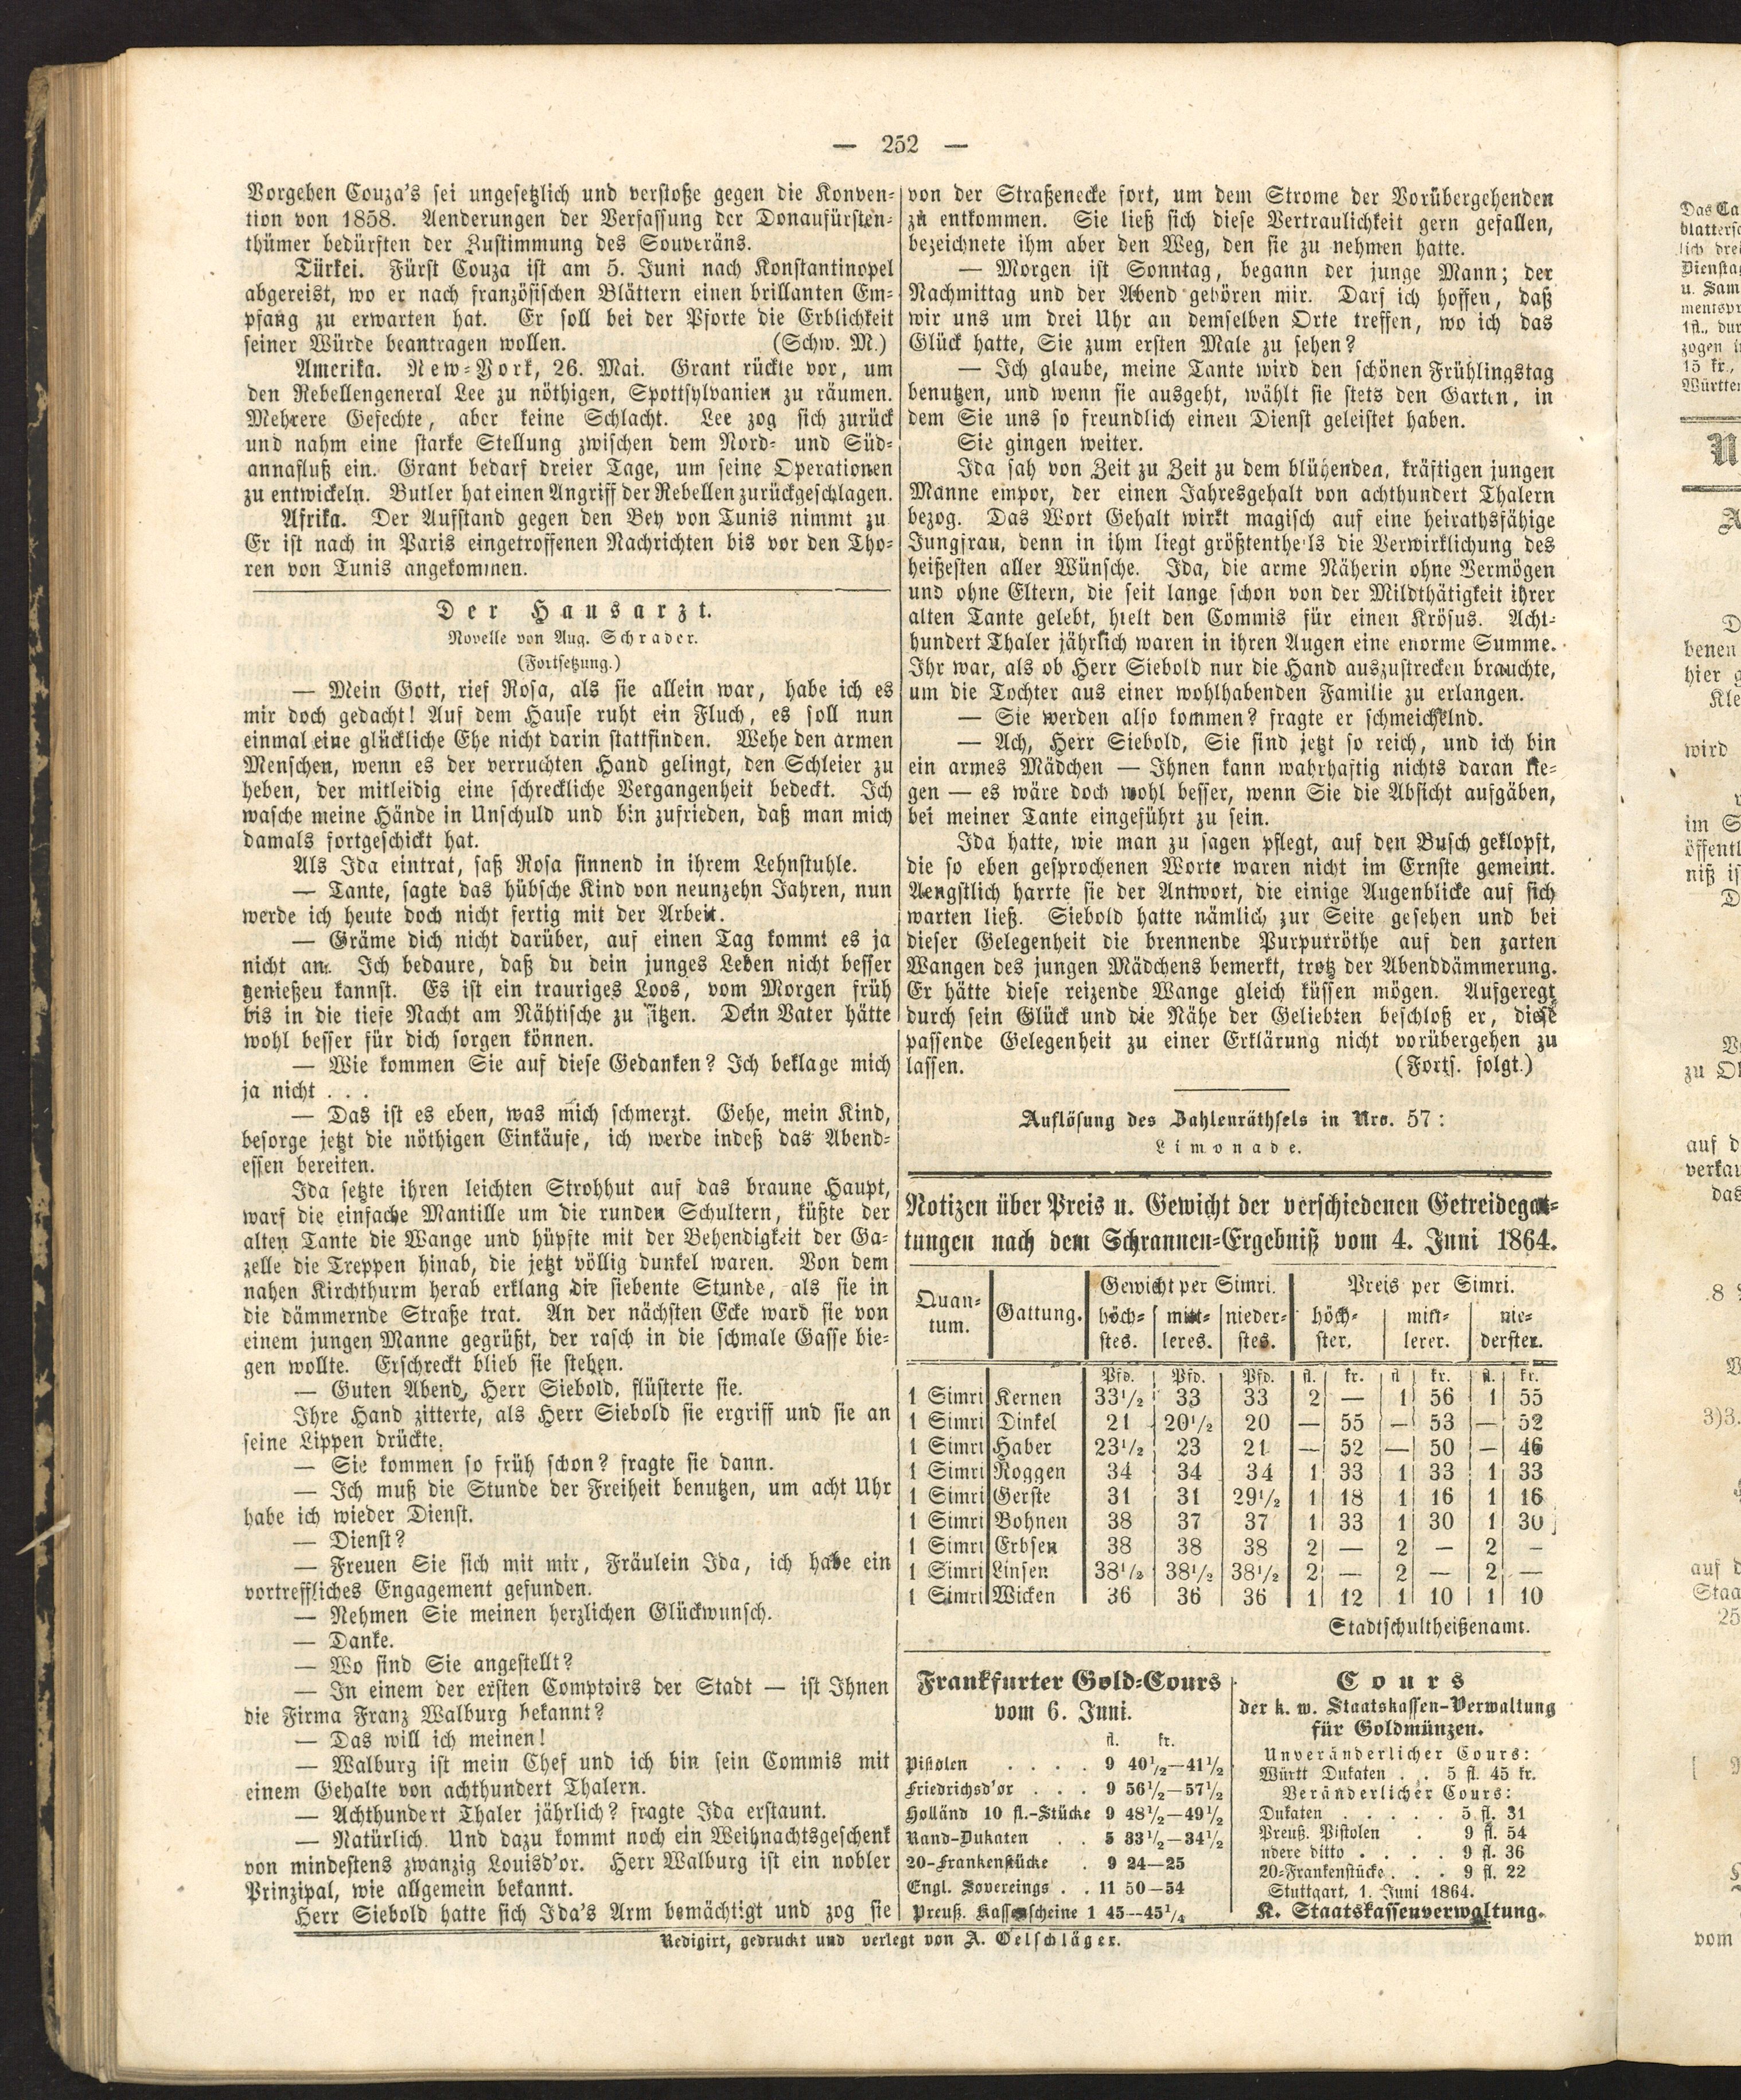 — 252 —
Vorgeben Couza's sei ungesetzlich und verstoße gegen die Konven-
tion von 1858. Aenderungen der Verfassung der Donaufürsten-
thümer bedürften der Zustimmung des Souveräns.
Türkei. Fürst Couza ist am 5. Juni nach Konstantinopel
abgereist, wo er nach französischen Blättern einen brillanten Em-
pfang zu erwarten hat. Er soll bei der Pforte die Erblichkeit
seiner Würde beantragen wollen. (Schw. M.)
Amerika. New-York, 26. Mai. Grant rückte vor, um
den Rebellengeneral Lee zu nöthigen, Spottsylvanien zu räumen.
Mehrere Gefechte, aber keine Schlacht. Lee zog sich zurück
und nahm eine starke Stellung zwischen dem Nord- und Süd-
annafluß ein. Grant bedarf dreier Tage, um seine Operationen
zu entwickeln. Butler hat einen Angriff der Rebellen zurückgeschlagen.
Afrika. Der Aufstand gegen den Bey von Tunis nimmt zu
Er ist nach in Paris eingetroffenen Nachrichten bis vor den Tho-
ren von Tunis angekommen.
Der Hausarzt.
Novelle von Aug. Schrader.
(Fortsetzung.)
— Mein Gott, rief Rosa, als sie allein war, habe ich es
mir doch gedacht! Auf dem Hause ruht ein Fluch, es soll nun
einmal eine glückliche Ehe nicht darin stattfinden. Wehe den armen
Menschen, wenn es der verruchten Hand gelingt, den Schleier zu
heben, der mitleidig eine schreckliche Vergangenheit bedeckt. Ich
wasche meine Hände in Unschuld und bin zufrieden, daß man mich
damals fortgeschickt hat.
Als Ida eintrat, saß Rosa sinnend in ihrem Lehnstuhle.
— Tante, sagte das hübsche Kind von neunzehn Jahren, nun
werde ich heute doch nicht fertig mit der Arbeit.
— Gräme dich nicht darüber, auf einen Tag kommt es ja
nicht an. Ich bedaure, daß du dein junges Leben nicht besser
genießeu kannst. Es ist ein trauriges Loos, vom Morgen früh
bis in die tiefe Nacht am Nähtische zu sitzen. Dein Vater hätte
wohl besser für dich sorgen können.
— Wie kommen Sie auf diese Gedanken? Ich beklage mich
ja nicht . . .
— Das ist es eben, was mich schmerzt. Gehe, mein Kind,
besorge jetzt die nöthigen Einkäufe, ich werde indeß das Abend-
essen bereiten.
Ida setzte ihren leichten Strohhut auf das braune Haupt,
warf die einfache Mantille um die runden Schultern, küßte der
alten Tante die Wange und hüpfte mit der Behendigkeit der Ga-
zelle die Treppen hinab, die jetzt völlig dunkel waren. Von dem
nahen Kirchthurm herab erklang die siebente Stunde, als sie in
die dämmernde Straße trat. An der nächsten Ecke ward sie von
einem jungen Manne gegrüßt, der rasch in die schmale Gasse bie-
gen wollte. Erschreckt blieb sie stehen.
— Guten Abend, Herr Siebold, flüsterte sie.
Ihre Hand zitterte, als Herr Siebold sie ergriff und sie an
seine Lippen drückte.
— Sie kommen so früh schon? fragte sie dann.
— Ich muß die Stunde der Freiheit benutzen, um acht Uhr
habe ich wieder Dienst.
— Dienst?
— Freuen Sie sich mit mir, Fräulein Ida, ich habe ein
vortreffliches Engagement gefunden.
— Nehmen Sie meinen herzlichen Glückwunsch.
— Danke.
— Wo sind Sie angestellt?
— In einem der ersten Comptoirs der Stadt — ist Ihnen
die Firma Franz Walburg bekannt?
— Das will ich meinen!
— Walburg ist mein Chef und ich bin sein Commis mit
einem Gehalte von achthundert Thalern.
— Achthundert Thaler jährlich? fragte Ida erstaunt.
— Natürlich. Und dazu kommt noch ein Weihnachtsgeschenk
von mindestens zwanzig Louisd'or. Herr Walburg ist ein nobler
Prinzipal, wie allgemein bekannt.
Herr Siebold hatte sich Ida's Arm bemächtigt und zog sie
von der Straßenecke fort, um dem Strome der Vorübergehenden
zu entkommen. Sie ließ sich diese Vertraulichkeit gern gefallen,
bezeichnete ihm aber den Weg, den sie zu nehmen hatte.
— Morgen ist Sonntag, begann der junge Mann; der
Nachmittag und der Abend gehören mir. Darf ich hoffen, daß
wir uns um drei Uhr an demselben Orte treffen, wo ich das
Glück hatte, Sie zum ersten Male zu sehen?
— Ich glaube, meine Tante wird den schönen Frühlingstag
benutzen, und wenn sie ausgeht, wählt sie stets den Garten, in
dem Sie uns so freundlich einen Dienst geleistet haben.
Sie gingen weiter.
Ida sah von Zeit zu Zeit zu dem blühenden, kräftigen jungen
Manne empor, der einen Jahresgehalt von achthundert Thalern
bezog. Das Wort Gehalt wirkt magisch auf eine heirathsfähige
Jungfrau, denn in ihm liegt größtentheils die Verwirklichung des
heißesten aller Wünsche. Ida, die arme Näherin ohne Vermögen
und ohne Eltern, die seit lange schon von der Mildthätigkeit ihrer
alten Tante gelebt, hielt den Commis für einen Krösus. Acht-
hundert Thaler jährlich waren in ihren Augen eine enorme Summe.
Ihr war, als ob Herr Siebold nur die Hand auszustrecken brauchte,
um die Tochter aus einer wohlhabenden Familie zu erlangen.
— Sie werden also kommen? fragte er schmeichelnd.
— Ach, Herr Siebold, Sie sind jetzt so reich, und ich bin
ein armes Mädchen — Ihnen kann wahrhaftig nichts daran lie-
gen — es wäre doch wohl besser, wenn Sie die Absicht aufgäben,
bei meiner Tante eingeführt zu sein.
Ida hatte, wie man zu sagen pflegt, auf den Busch geklopft,
die so eben gesprochenen Worte waren nicht im Ernste gemeint.
Aengstlich harrte sie der Antwort, die einige Augenblicke auf sich
warten ließ. Siebold hatte nämlich zur Seite gesehen und bei
dieser Gelegenheit die brennende Purpurröthe auf den zarten
Wangen des jungen Mädchens bemerkt, trotz der Abenddämmerung.
Er hätte diese reizende Wange gleich küssen mögen. Aufgeregt
durch sein Glück und die Nähe der Geliebten beschloß er, diese
passende Gelegenheit zu einer Erklärung nicht vorübergehen zu
lassen. (Forts. folgt.)
Auflösung des Zahlenräthsels in Nro. 57:
Limonade.
Notizen über Preis u. Gewicht der verschiedenen Getreidegat-
tungen nach dem Schrannen-Ergebniß vom 4. Juni 1864.
Quan-tum. Gattung. Gewicht per Simri. Preis per Simri.
höch-stes. mitt-leres. nieder-stes. höch-ster. mitt-lerer. nie-derster.
Pfd. Pfd. Pfd. fl. kr. fl kr. fl. kr.
1 Simri Kernen 33 1/2 33 33 2 — 1 56 1 55
1 Simri Dinkel 21 20 1/2 20 — 55 — 53 — 52
1 Simri Haber 23 1/2 23 21 — 52 — 50 — 46
1 Simri Roggen 34 34 34 1 33 1 33 1 33
1 Simri Gerste 31 31 29 1/2 1 18 1 16 1 16
1 Simri Bohnen 38 37 37 1 33 1 30 1 30
1 Simri Erbsen 38 38 38 2 — 2 — 2 —
1 Simri Linsen 38 1/2 38 1/2 38 1/2 2 — 2 — 2 —
1 Simri Wicken 36 36 36 1 12 1 10 1 10
Stadtschultheißenamt.
Frankfurter Gold-Cours
vom 6. Juni.
fl. kr.
Pistolen . . . . 9 40 1/2—41 1/2
Friedrichsd'or . . . 9 56 1/2—57 1/2
Holländ 10 fl.-Stücke 9 48 1/2—49 1/2
Rand-Dukaten . . 5 33 1/2—34 1/2
20-Frankenstücke . 9 24—25
Engl. Sovereings . . 11 50—54
Preuß. Kassenscheine 1 45—45 1/4
Cours
der k. w. Staatskassen-Verwaltung
für Goldmünzen.
Unveränderlicher Cours:
Württ Dukaten . . 5 fl. 45 kr.
Veränderlicher Cours:
Dukaten . . . . . 5 fl. 31
Preuß. Pistolen . 9 fl. 54
ndere ditto . . . . 9 fl. 36
20-Frankenstücke . . . 9 fl. 22
Stuttgart, 1. Juni 1864.
K. Staatskassenverwaltung.
Redigirt, gedruckt und verlegt von A. Oelschläger.